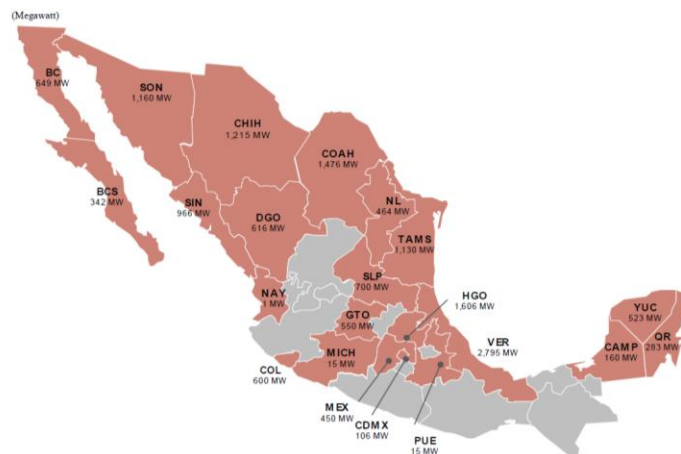 (Megawatt)
BC
649 MW
SON
1,160 MW
CHIH
1,215 MW
COAH
1,476 MW
BCS
342 MW
SIN
966 MW
DGO
616 MW
NL
464 MW
TAMS
1,130 MW
SLP
700 MW
NAY
1 MW
GTO
550 MW
HGO
1,606 MW
VER
2,795 MW
YUC
523 MW
QR
283 MW
CAMP
160 MW
MICH
15 MW
COL
600 MW
MEX
450 MW
CDMX
106 MW
PUE
15 MW